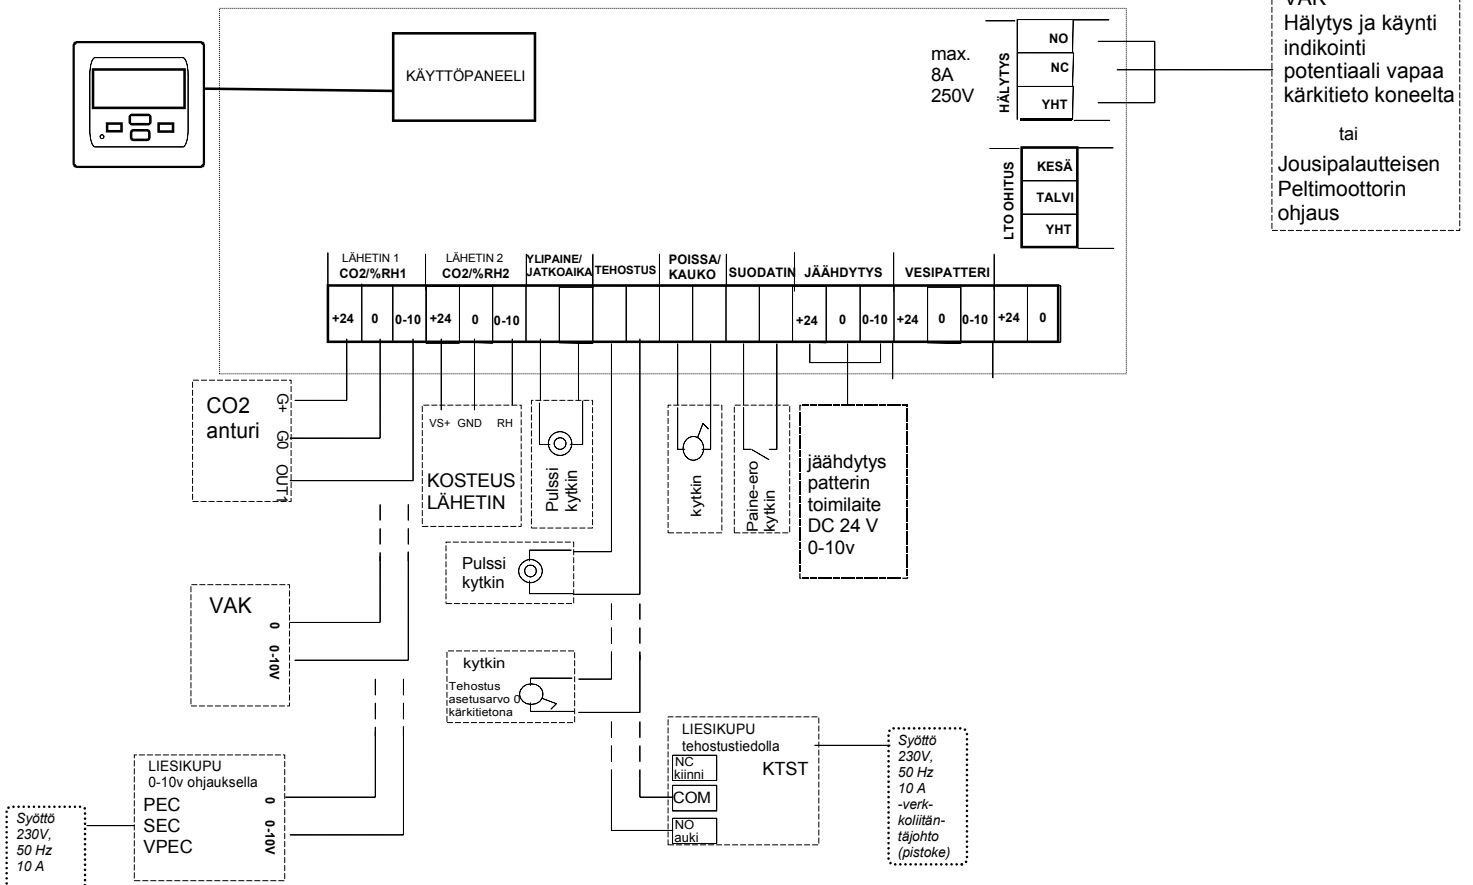 VAK
Hälytys ja käynti
indikointi
potentiaali vapaa
kärkitieto koneelta
tai
Jousipalautteisen
Peltimoottorin
ohjaus
KÄYTTÖPANEELI
max.
8A
250V
HÄLYTYS
NO
NC
YHT
LTO OHITUS
KESÄ
TALVI
YHT
LÄHETIN 1
CO2/%RH1
LÄHETIN 2
CO2/%RH2
YLIPAINE/
JATKOAIKA
TEHOSTUS
POISSA/
KAUKO
SUODATIN
JÄÄHDYTYS
VESIPATTERI
+24 0 0-10 +24 0 0-10 +24 0 0-10 +24 0 0-10 +24 0
CO2
anturi
G+
G0
OUT1
VS+ GND RH
KOSTEUS
LÄHETIN
Pulssi
kytkin
kytkin
Paine-ero
kytkin
jäähdytys
patterin
toimilaite
DC 24 V
0-10v
Pulssi
kytkin
VAK
0
0-10V
kytkin
Tehostus
asetusarvo 0
kärkitietona
LIESIKUPU
tehostustiedolla
KTST
NC
kiinni
COM
NO
auki
Syöttö
230V,
50 Hz
10 A
-verk-
koliitän-
täjohto
(pistoke)
LIESIKUPU
0-10v ohjauksella
PEC
SEC
VPEC
0
0-10V
Syöttö
230V,
50 Hz
10 A